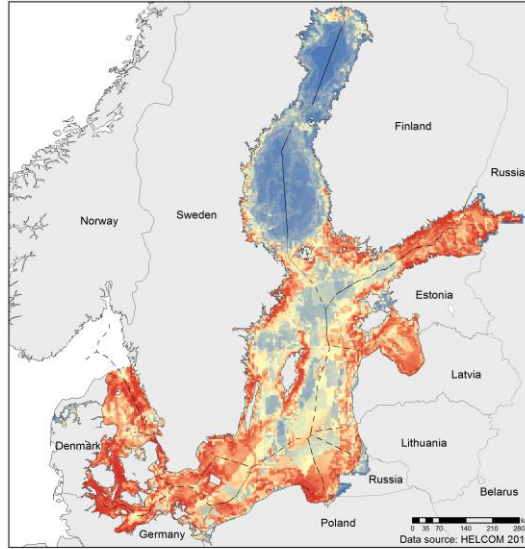 Finland
Russia
Norway
Sweden
Estonia
Latvia
Denmark
Lithuania
Russia
Belarus
Poland
Germany
0 35 70 140 210 280
Data source: HELCOM 201